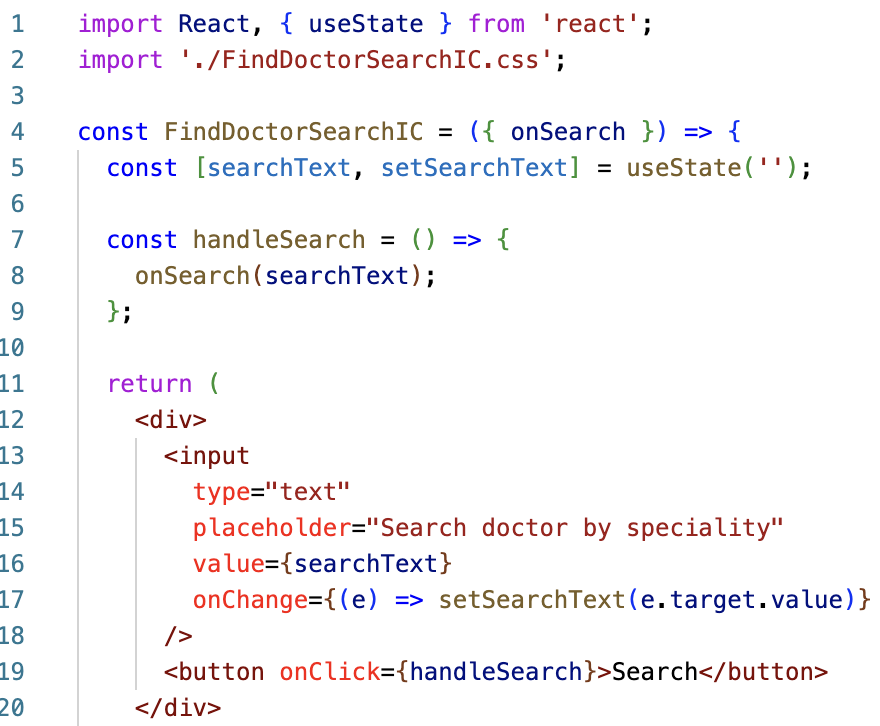 1 import React, { useState } from 'react';
2 import './FindDoctorSearchIC.css';
3
4 const FindDoctorSearchIC = ({ onSearch }) => {
5   const [searchText, setSearchText] = useState('');
6
7   const handleSearch = () => {
8     onSearch(searchText);
9   };
10
11   return (
12     <div>
13       <input
14         type="text"
15         placeholder="Search doctor by speciality"
16         value={searchText}
17         onChange={(e) => setSearchText(e.target.value)}
18       />
19       <button onClick={handleSearch}>Search</button>
20     </div>